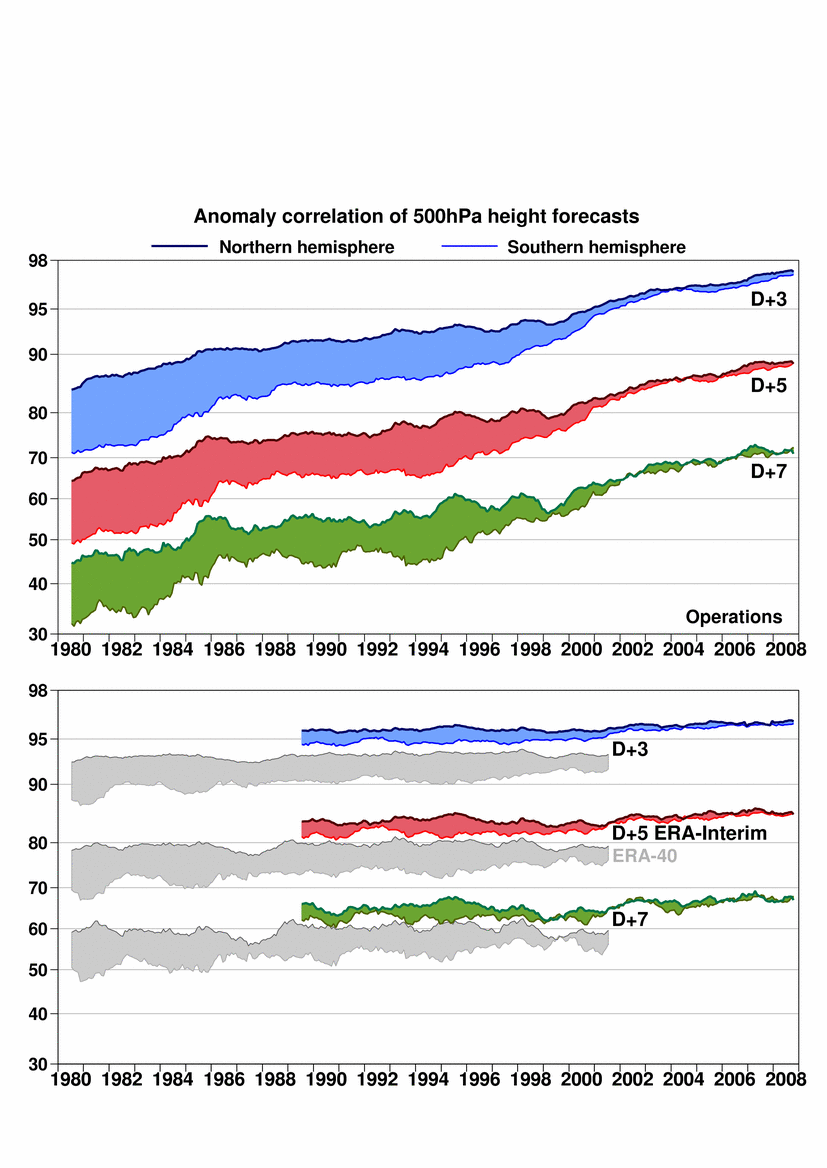 Anomaly correlation of 500hPa height forecasts
Northern hemisphere Southern hemisphere
98
95
90
80
70
60
50
40
30
D+3
D+5
D+7
Operations
1980 1982 1984 1986 1988 1990 1992 1994 1996 1998 2000 2002 2004 2006 2008
98
95
90
80
70
60
50
40
30
D+3
D+5 ERA-Interim
ERA-40
D+7
1980 1982 1984 1986 1988 1990 1992 1994 1996 1998 2000 2002 2004 2006 2008